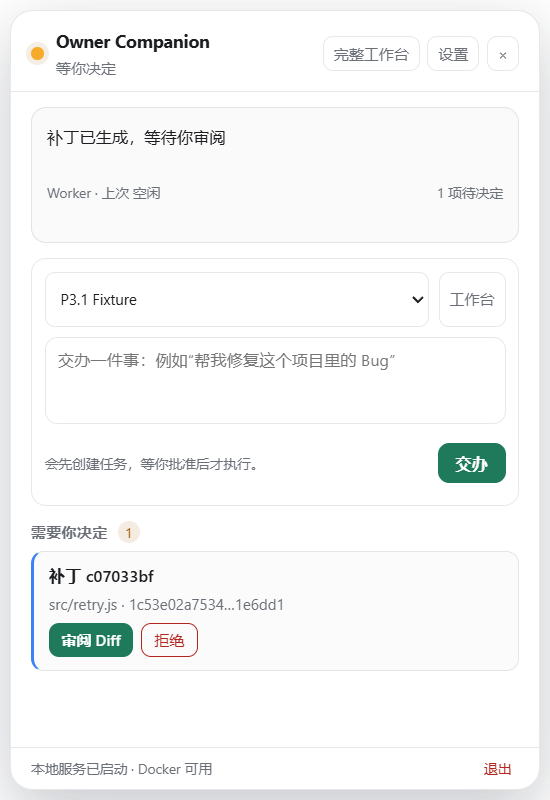 Owner Companion
等你决定
完整工作台
设置
×
补丁已生成，等待你审阅
Worker · 上次 空闲
1 项待决定
P3.1 Fixture
工作台
交办一件事：例如“帮我修复这个项目里的 Bug”
会先创建任务，等你批准后才执行。
交办
需要你决定 1
补丁 c07033bf
src/retry.js · 1c53e02a7534…1e6dd1
审阅 Diff
拒绝
本地服务已启动 · Docker 可用
退出